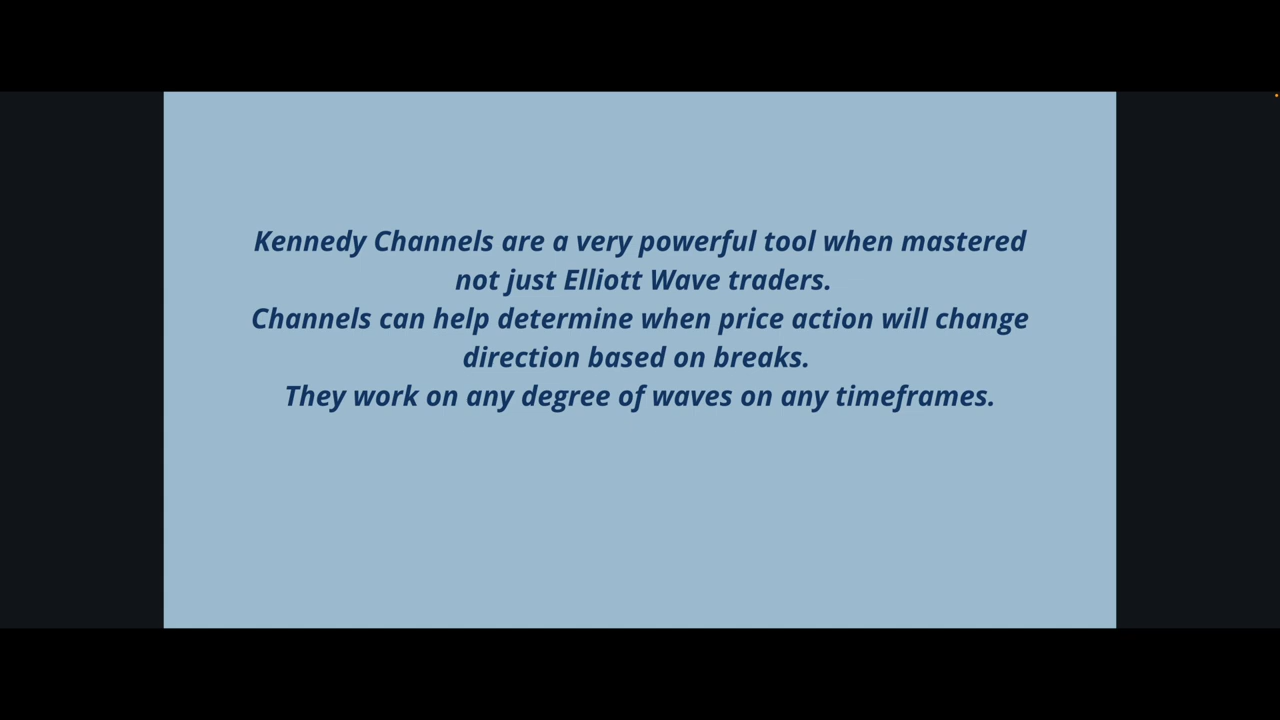 Kennedy Channels are a very powerful tool when mastered
not just Elliott Wave traders.
Channels can help determine when price action will change
direction based on breaks.
They work on any degree of waves on any timeframes.